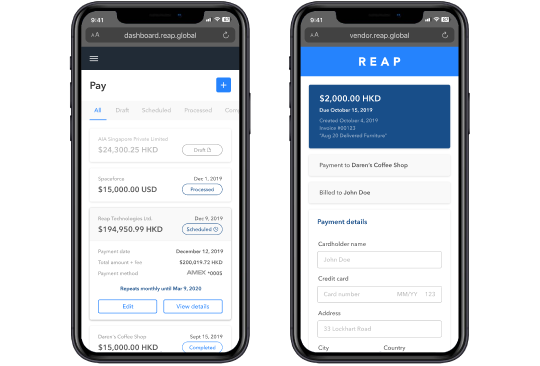 9:41
AA dashboard.reap.global
Pay
+
All Draft Scheduled Processed Com
AIA Singapore Private Limited
$24,300.25 HKD Draft
Spaceforce Dec 1, 2019
$15,000.00 USD Processed
Reap Technologies Ltd. Dec 9, 2019
$194,950.99 HKD Scheduled
Payment date December 12, 2019
Total amount + fee $200,019.72 HKD
Payment method AMEX *0005
Repeats monthly until Mar 9, 2020
Edit View details
Daren's Coffee Shop Sept 15, 2019
$15,000.00 HKD Completed
9:41
AA vendor.reap.global
REAP
$2,000.00 HKD
Due October 15, 2019
Created October 4, 2019
Invoice #00123
"Aug 20 Delivered Furniture"
Payment to Daren's Coffee Shop
Billed to John Doe
Payment details
Cardholder name
John Doe
Credit card
Card number MM/YY 123
Address
33 Lockhart Road
City Country